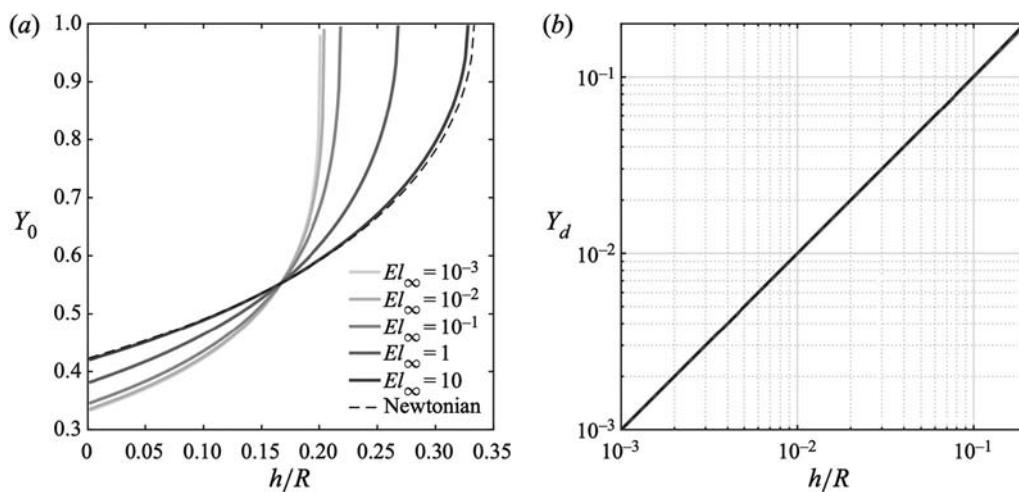 (a)
1.0
0.9
0.8
0.7
Y₀
0.6
0.5
0.4
0.3
El∞ = 10⁻³
El∞ = 10⁻²
El∞ = 10⁻¹
El∞ = 1
El∞ = 10
Newtonian
0 0.05 0.10 0.15 0.20 0.25 0.30 0.35
h/R
(b)
10⁻¹
Y_d
10⁻²
10⁻³
10⁻³ 10⁻² 10⁻¹
h/R